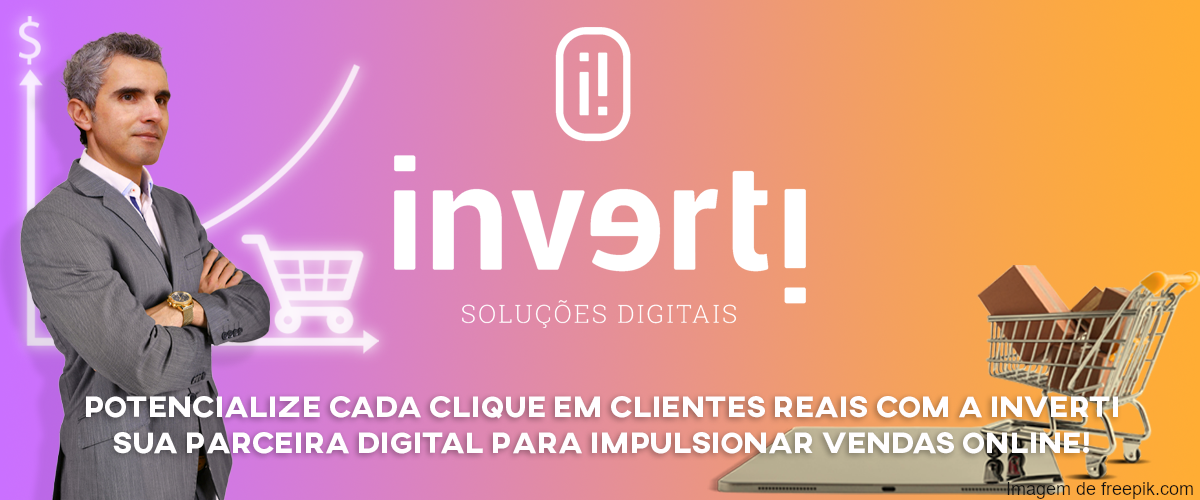 $
i!
inverti
SOLUÇÕES DIGITAIS
POTENCIALIZE CADA CLIQUE EM CLIENTES REAIS COM A INVERTI
SUA PARCEIRA DIGITAL PARA IMPULSIONAR VENDAS ONLINE!
Imagem de freepik.com